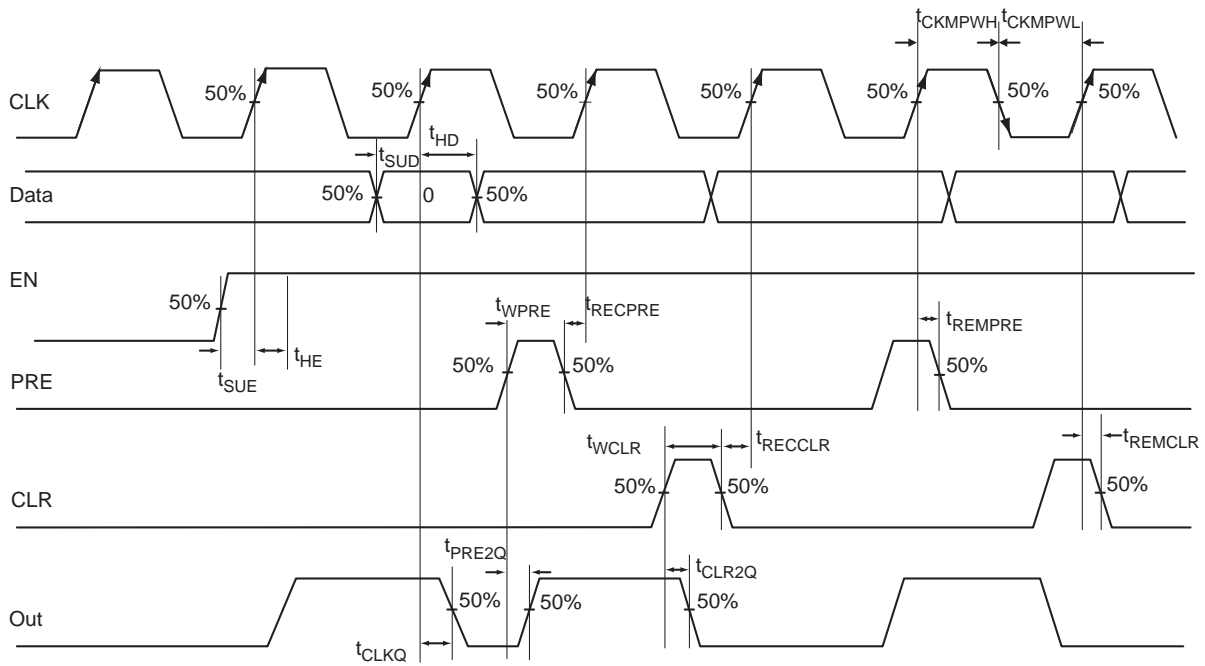 tCKMPWH tCKMPWL
CLK 50% 50% 50% 50% 50% 50% 50%
tSUD tHD
Data 50% 0 50%
EN
50% tWPRE tRECPRE tREMPRE
tSUE tHE
PRE 50% 50% 50%
tWCLR tRECCLR tREMCLR
CLR 50% 50% 50%
tPRE2Q tCLR2Q
Out 50% 50% 50%
tCLKQ